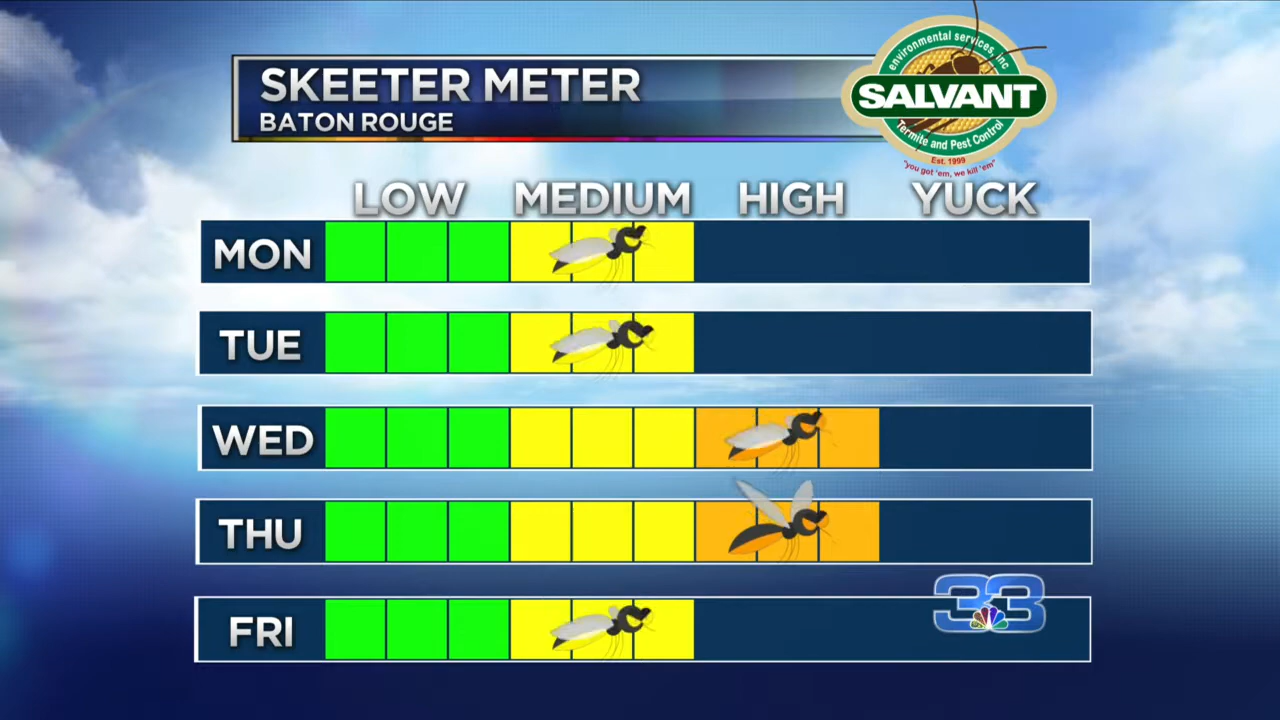 SKEETER METER
BATON ROUGE
environmental services, inc
SALVANT
Termite and Pest Control
Est. 1999
"you got 'em, we kill 'em"
LOW MEDIUM HIGH YUCK
MON
TUE
WED
THU
FRI
33